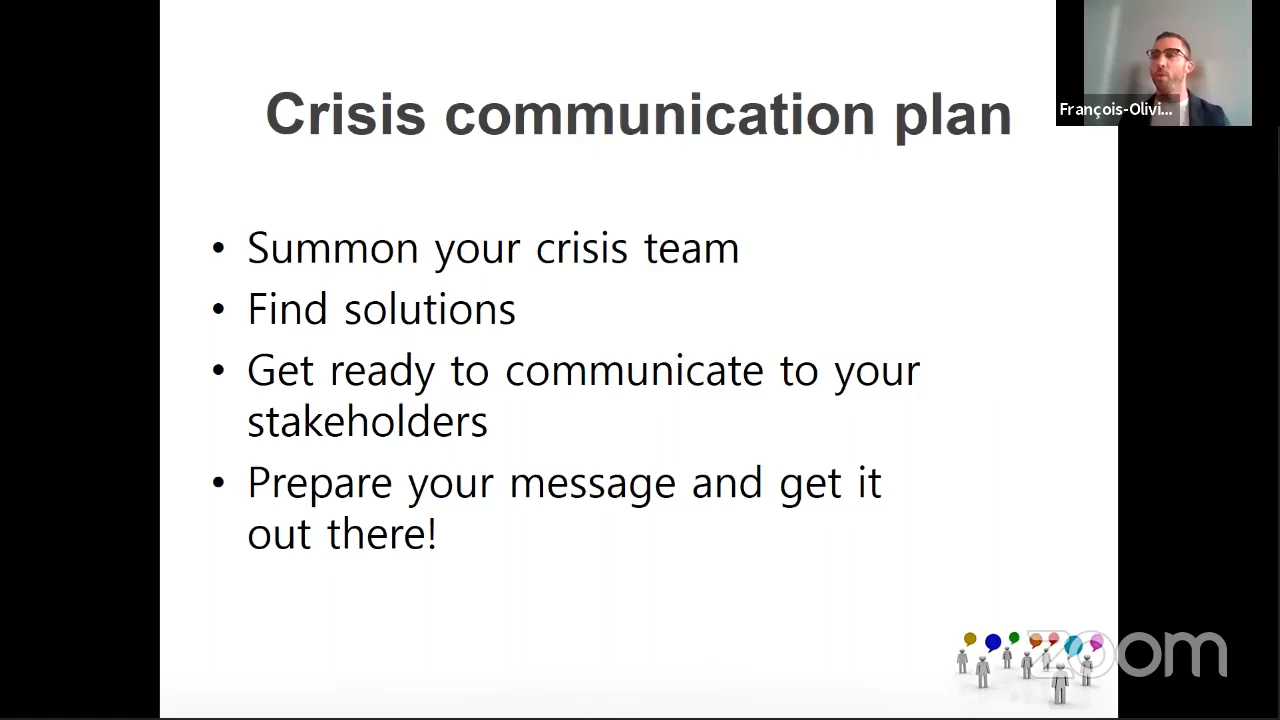 Crisis communication plan
François-Olivi...
• Summon your crisis team
• Find solutions
• Get ready to communicate to your
stakeholders
• Prepare your message and get it
out there!
zoom